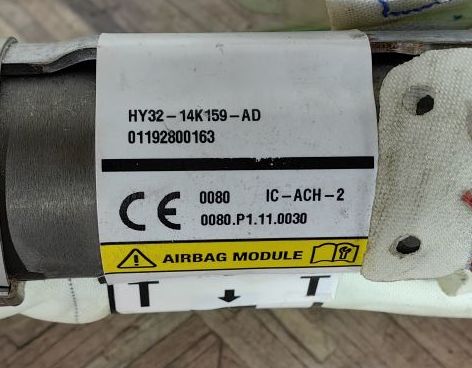 HY32-14K159-AD
01192800163
CE 0080 IC-ACH-2
0080.P1.11.0030
AIRBAG MODULE
T T